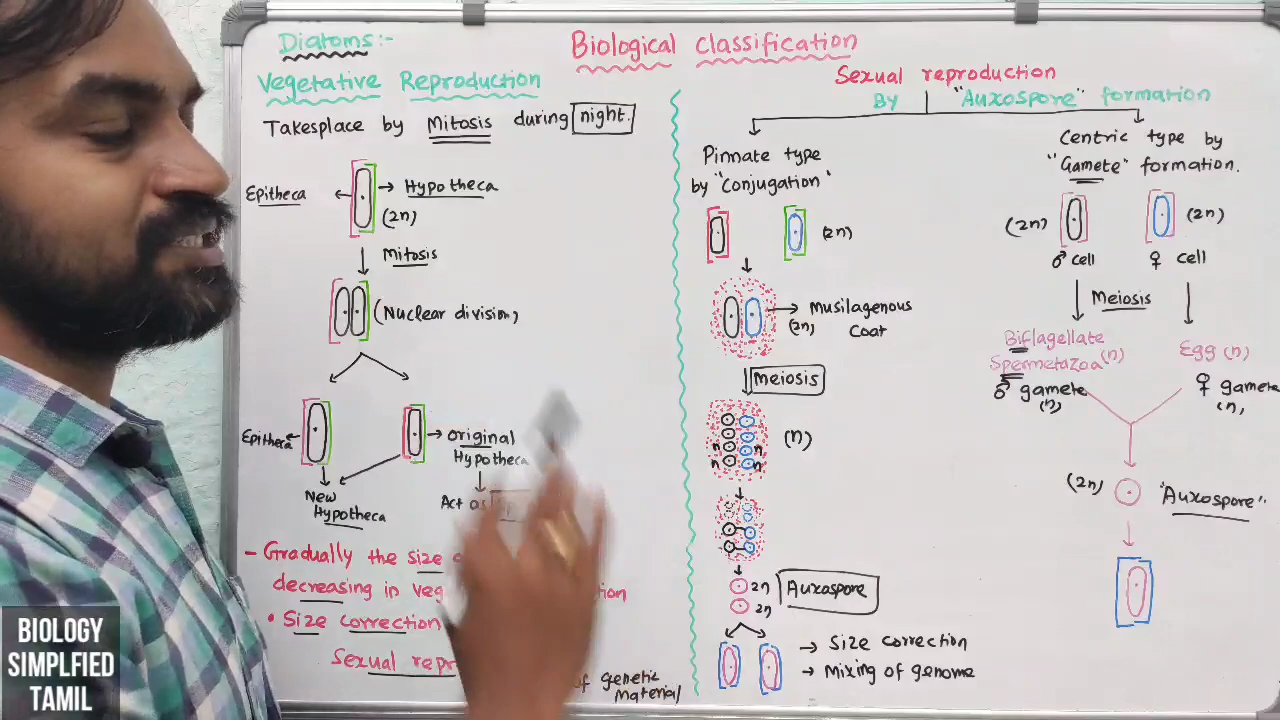 Biological classification
Diatoms:-
Vegetative Reproduction
Takesplace by Mitosis during night.
Epitheca
Hypotheca
(2n)
Mitosis
(Nuclear division)
Epitheca
original
Hypotheca
New
Hypotheca
Act as
- Gradually the size
decreasing in veg
• Size correction
Sexual repr
of genetic
material
Sexual reproduction
By "Auxospore" formation
Pinnate type
by "Conjugation"
(2n)
Musilagenous
coat
(2n)
Meiosis
n n
n n
(n)
2n
2n
Auxaspore
→ Size correction
→ Mixing of genome
Centric type by
"Gamete" formation.
(2n)
(2n)
♂ cell
♀ cell
Meiosis
Biflagellate
Spermetazoa (n)
♂ gamete
(n)
Egg (n)
♀ gamete
(n)
(2n)
"Auxospore".
BIOLOGY
SIMPLFIED
TAMIL